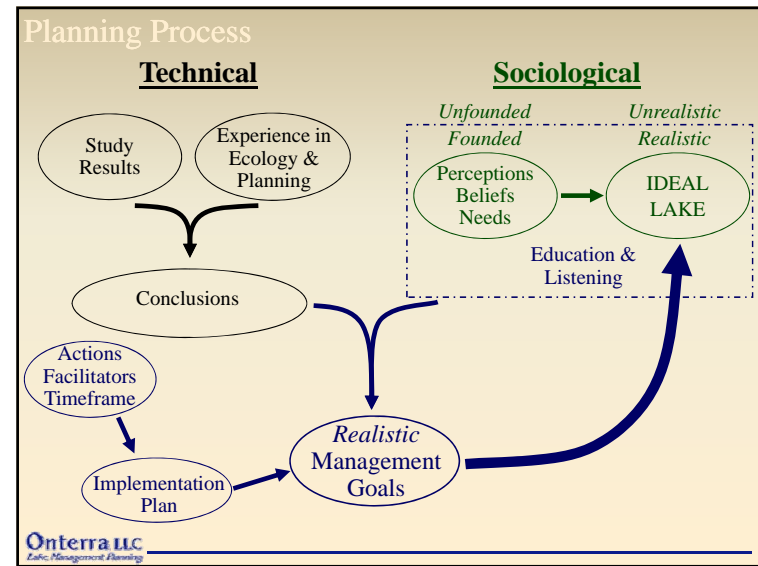 Planning Process
Technical
Sociological
Unfounded
Unrealistic
Founded
Realistic
Study
Results
Experience in
Ecology &
Planning
Perceptions
Beliefs
Needs
IDEAL
LAKE
Education &
Listening
Conclusions
Actions
Facilitators
Timeframe
Realistic
Management
Goals
Implementation
Plan
Onterra LLC
Lake Management Planning